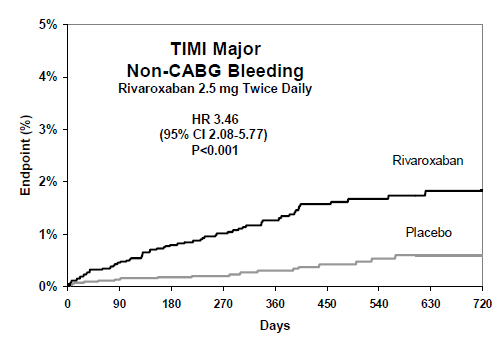 5%
4%
3%
2%
1%
0%
Endpoint (%)
TIMI Major
Non-CABG Bleeding
Rivaroxaban 2.5 mg Twice Daily
HR 3.46
(95% CI 2.08-5.77)
P<0.001
Rivaroxaban
Placebo
0 90 180 270 360 450 540 630 720
Days